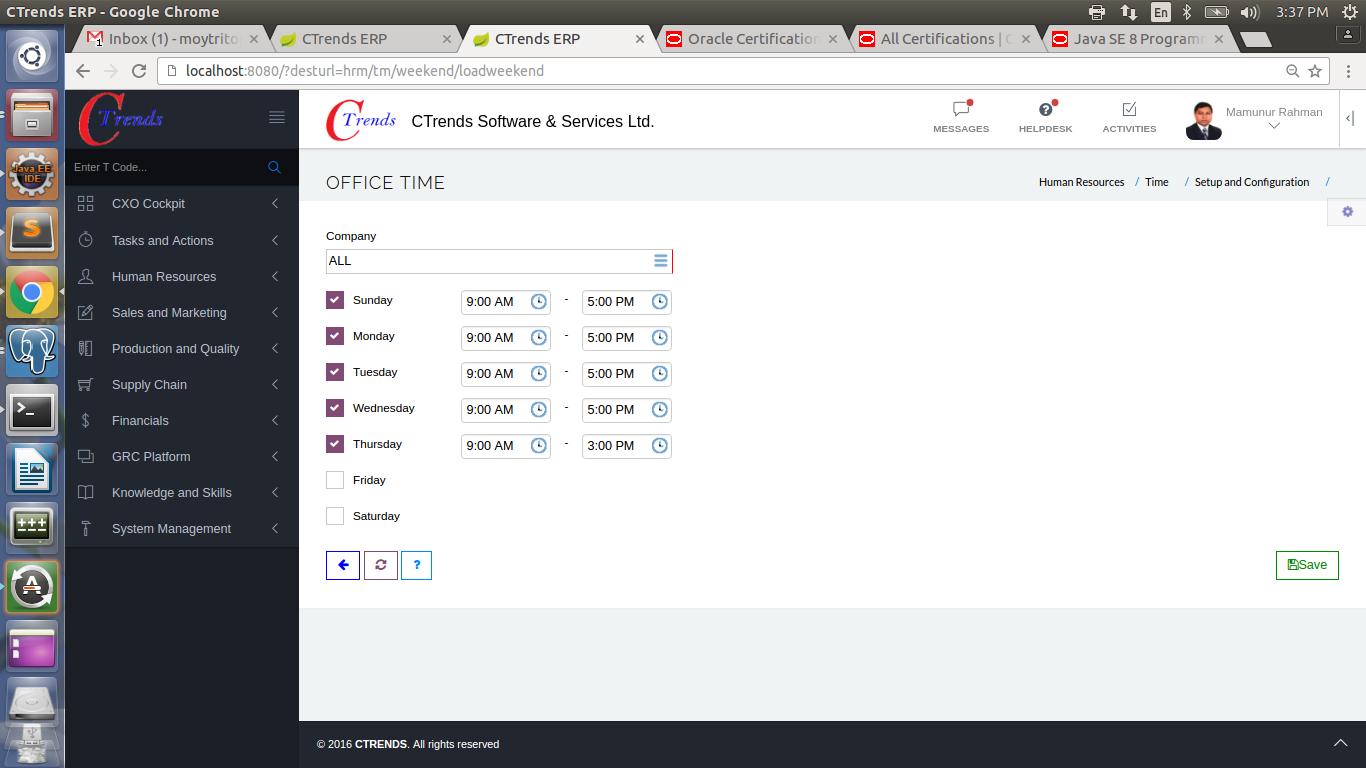 CTrends ERP - Google Chrome
En
3:37 PM
Inbox (1) - moytrito
CTrends ERP
CTrends ERP
Oracle Certification
All Certifications |
Java SE 8 Program
localhost:8080/?desturl=hrm/tm/weekend/loadweekend
CTrends
CTrends
CTrends Software & Services Ltd.
MESSAGES
HELPDESK
ACTIVITIES
Mamunur Rahman
Enter T Code...
OFFICE TIME
Human Resources / Time / Setup and Configuration /
CXO Cockpit
Tasks and Actions
Human Resources
Sales and Marketing
Production and Quality
Supply Chain
Financials
GRC Platform
Knowledge and Skills
System Management
Company
ALL
Sunday 9:00 AM - 5:00 PM
Monday 9:00 AM - 5:00 PM
Tuesday 9:00 AM - 5:00 PM
Wednesday 9:00 AM - 5:00 PM
Thursday 9:00 AM - 3:00 PM
Friday
Saturday
?
Save
Java EE
IDE
© 2016 CTRENDS. All rights reserved